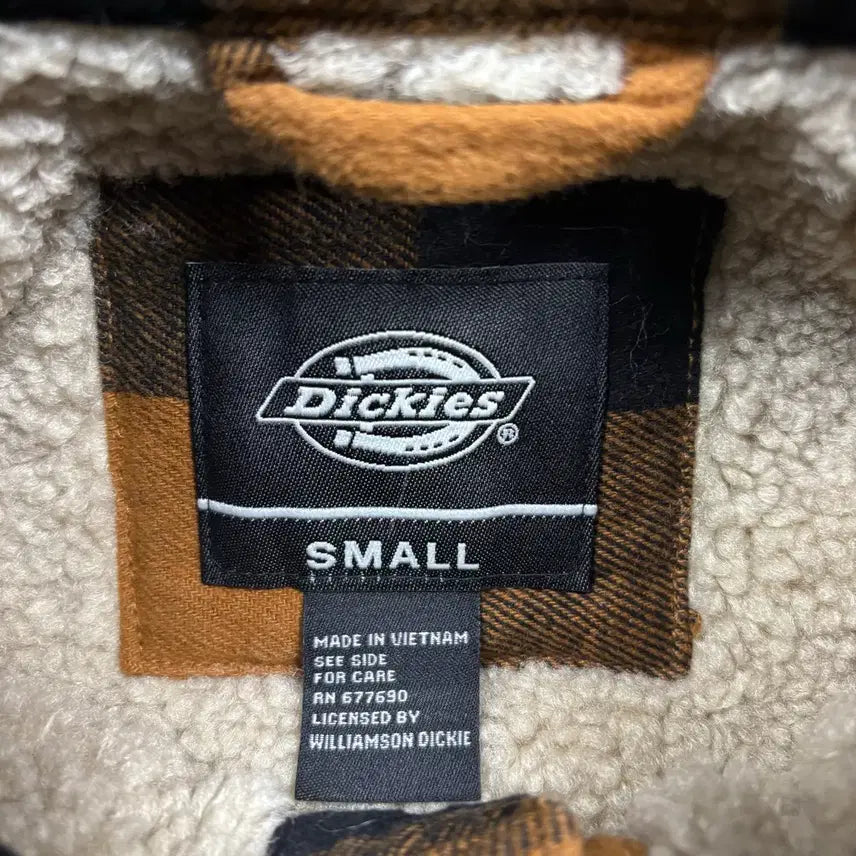 Dickies
®
SMALL
MADE IN VIETNAM
SEE SIDE
FOR CARE
RN 677690
LICENSED BY
WILLIAMSON DICKIE